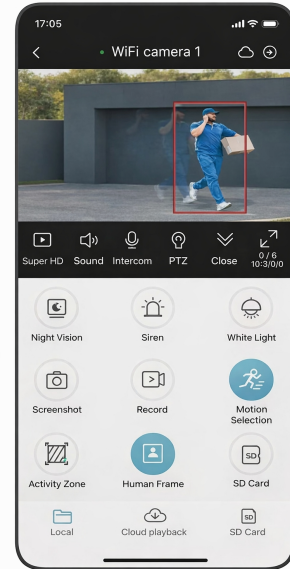 17:05
WiFi camera 1
Super HD
Sound
Intercom
PTZ
Close
0 / 6
10:3/0/0
Night Vision
Siren
White Light
Screenshot
Record
Motion
Selection
SD
Activity Zone
Human Frame
SD Card
SD
Local
Cloud playback
SD Card